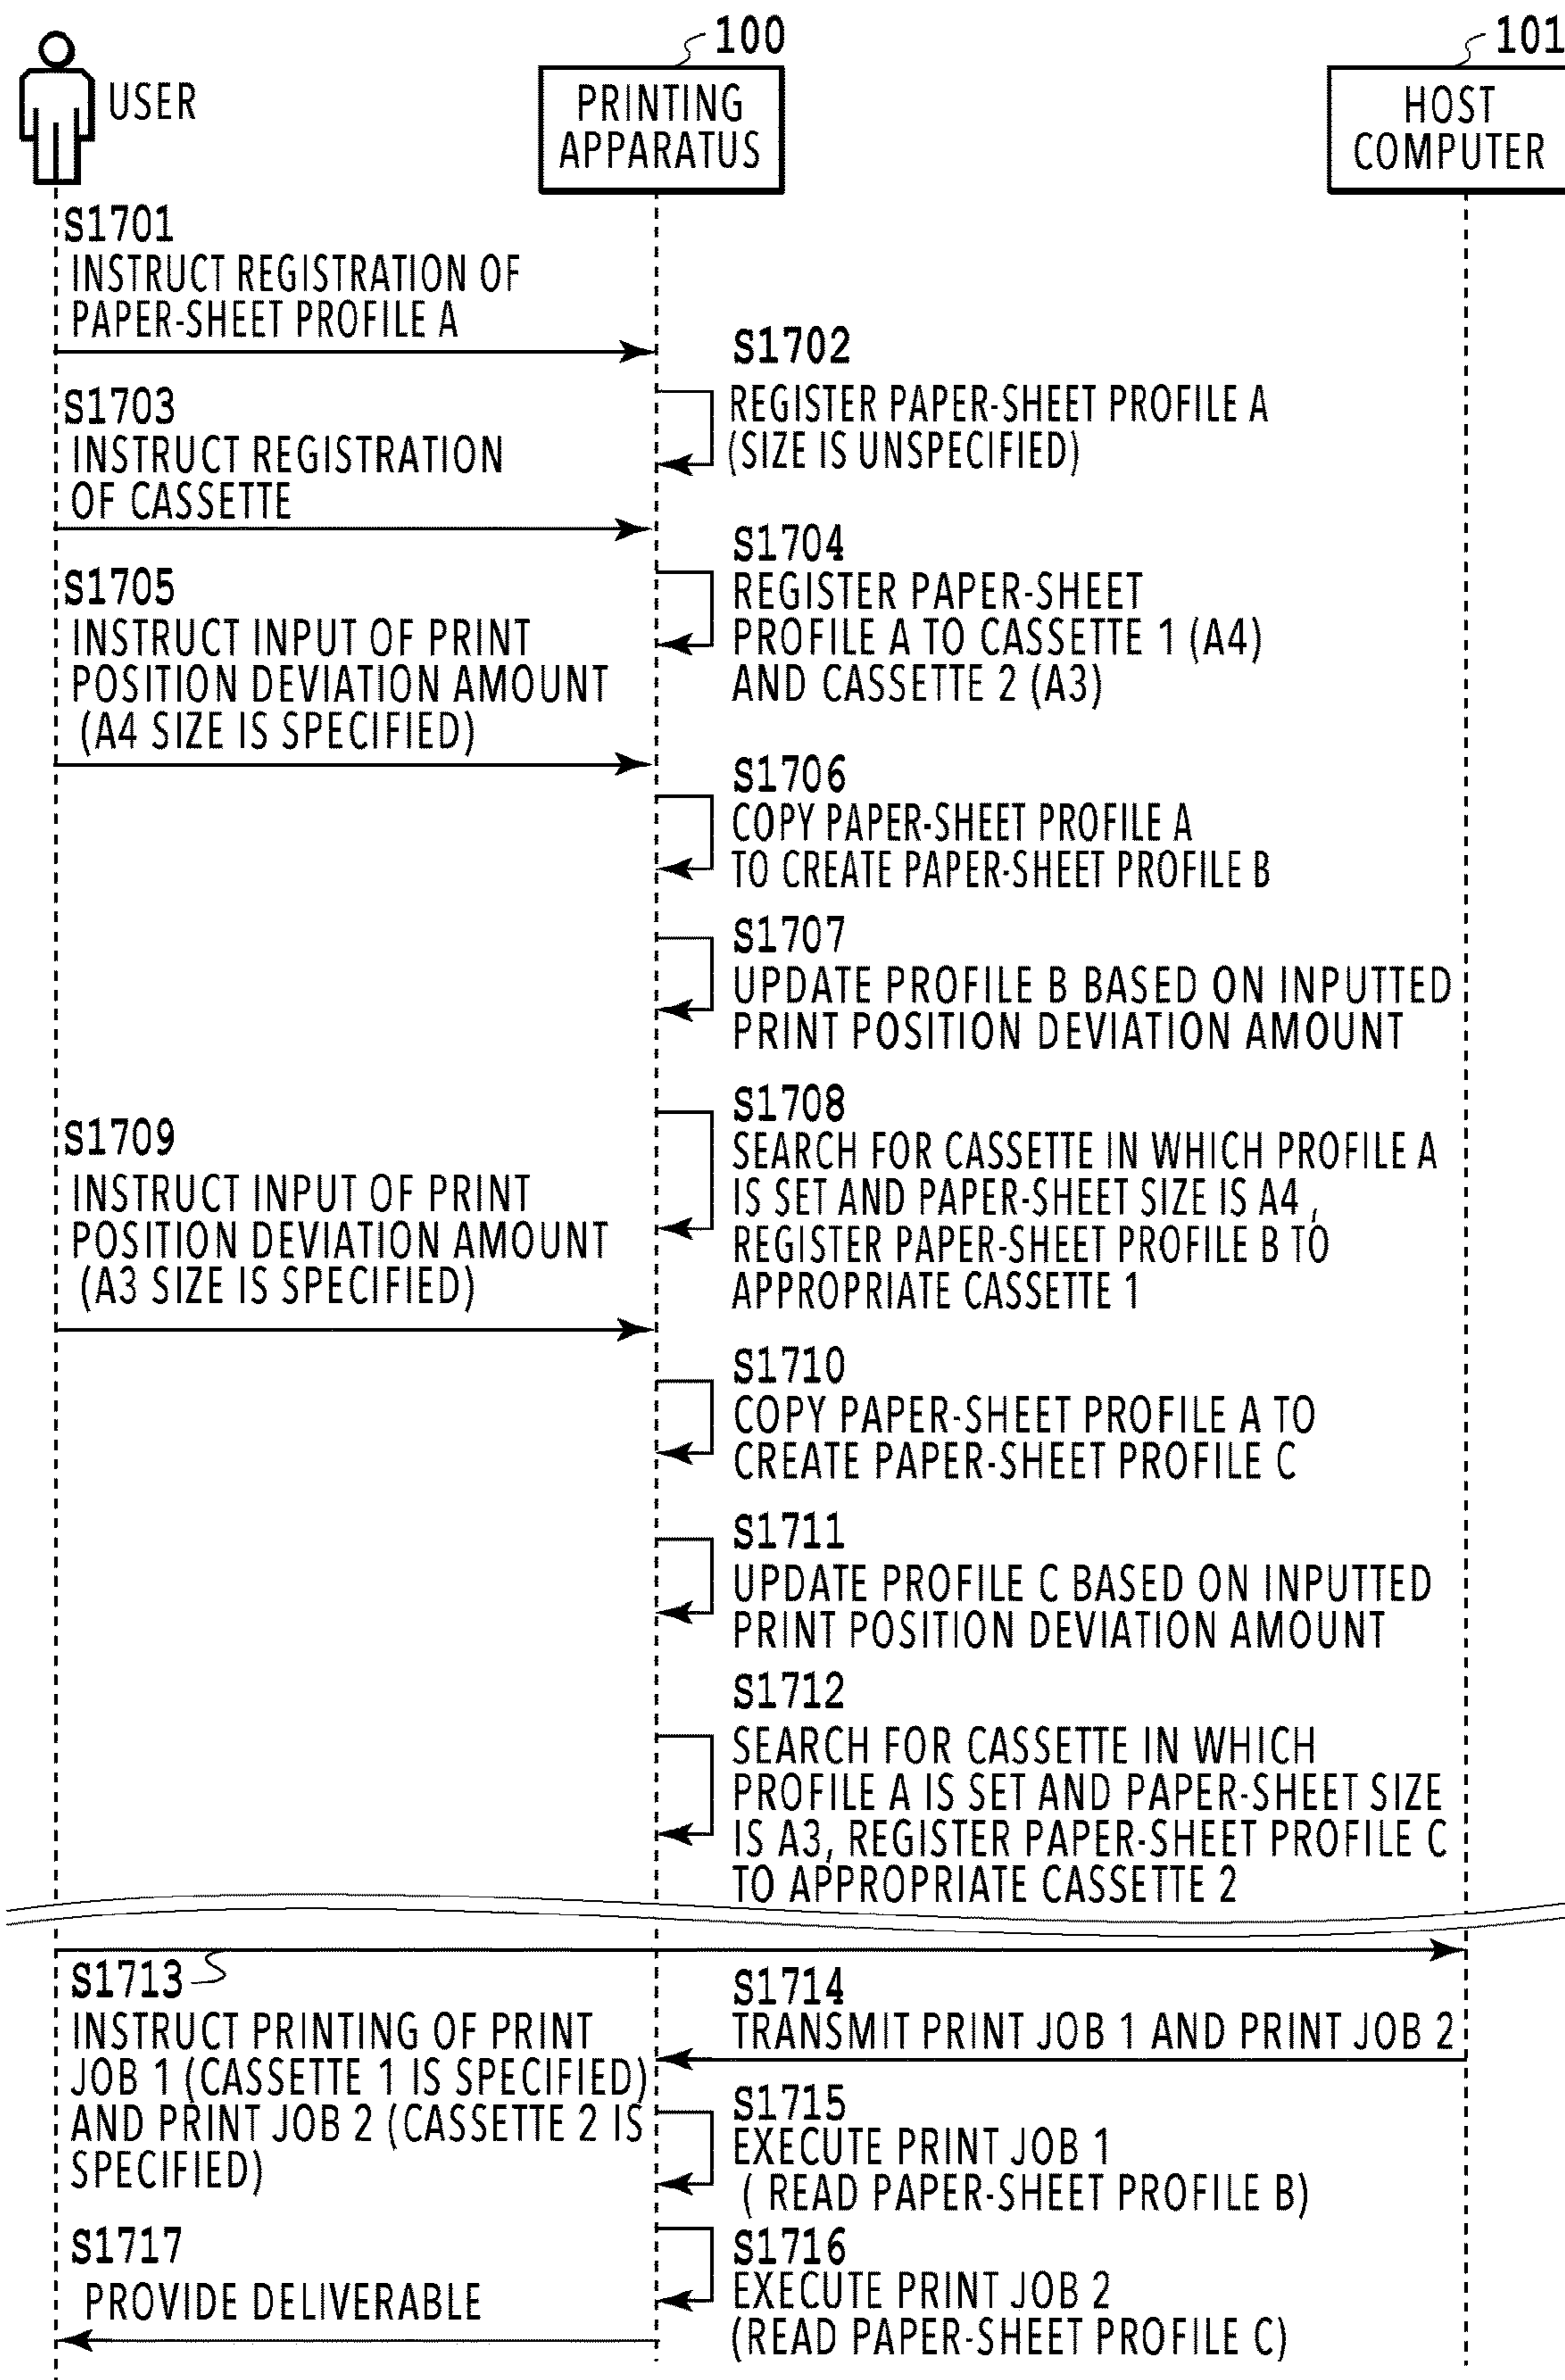 100
101
USER
PRINTING
APPARATUS
HOST
COMPUTER
S1701
INSTRUCT REGISTRATION OF
PAPER-SHEET PROFILE A
S1702
REGISTER PAPER-SHEET PROFILE A
(SIZE IS UNSPECIFIED)
S1703
INSTRUCT REGISTRATION
OF CASSETTE
S1704
REGISTER PAPER-SHEET
PROFILE A TO CASSETTE 1 (A4)
AND CASSETTE 2 (A3)
S1705
INSTRUCT INPUT OF PRINT
POSITION DEVIATION AMOUNT
(A4 SIZE IS SPECIFIED)
S1706
COPY PAPER-SHEET PROFILE A
TO CREATE PAPER-SHEET PROFILE B
S1707
UPDATE PROFILE B BASED ON INPUTTED
PRINT POSITION DEVIATION AMOUNT
S1708
SEARCH FOR CASSETTE IN WHICH PROFILE A
IS SET AND PAPER-SHEET SIZE IS A4 ,
REGISTER PAPER-SHEET PROFILE B TO
APPROPRIATE CASSETTE 1
S1709
INSTRUCT INPUT OF PRINT
POSITION DEVIATION AMOUNT
(A3 SIZE IS SPECIFIED)
S1710
COPY PAPER-SHEET PROFILE A TO
CREATE PAPER-SHEET PROFILE C
S1711
UPDATE PROFILE C BASED ON INPUTTED
PRINT POSITION DEVIATION AMOUNT
S1712
SEARCH FOR CASSETTE IN WHICH
PROFILE A IS SET AND PAPER-SHEET SIZE
IS A3, REGISTER PAPER-SHEET PROFILE C
TO APPROPRIATE CASSETTE 2
S1713
INSTRUCT PRINTING OF PRINT
JOB 1 (CASSETTE 1 IS SPECIFIED)
AND PRINT JOB 2 (CASSETTE 2 IS
SPECIFIED)
S1714
TRANSMIT PRINT JOB 1 AND PRINT JOB 2
S1715
EXECUTE PRINT JOB 1
( READ PAPER-SHEET PROFILE B)
S1716
EXECUTE PRINT JOB 2
(READ PAPER-SHEET PROFILE C)
S1717
PROVIDE DELIVERABLE